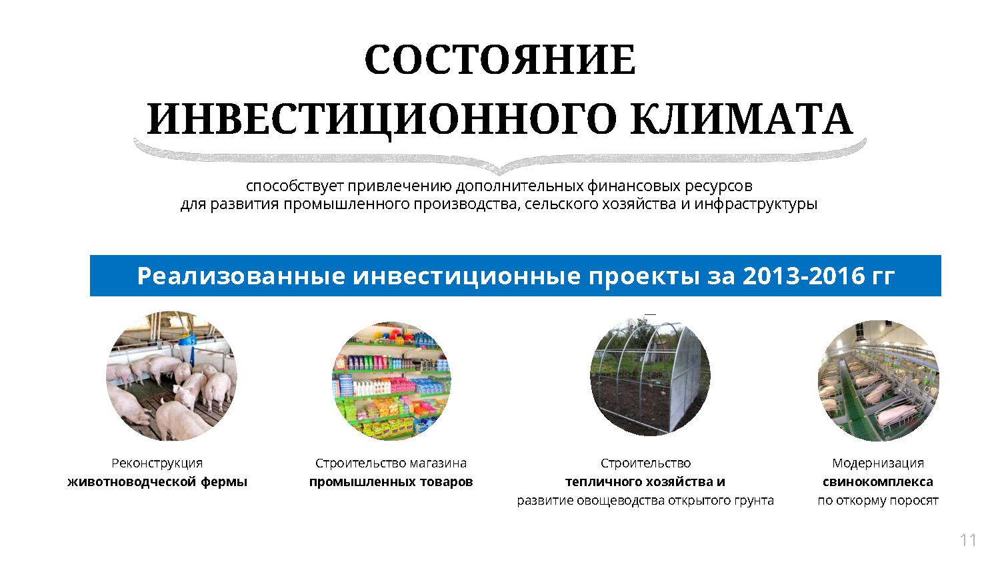 СОСТОЯНИЕ
ИНВЕСТИЦИОННОГО КЛИМАТА
способствует привлечению дополнительных финансовых ресурсов
для развития промышленного производства, сельского хозяйства и инфраструктуры
Реализованные инвестиционные проекты за 2013-2016 гг
Реконструкция
животноводческой фермы
Строительство магазина
промышленных товаров
Строительство
тепличного хозяйства и
развитие овощеводства открытого грунта
Модернизация
свинокомплекса
по откорму поросят
11